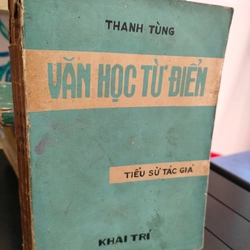 THANH TÙNG
VĂN HỌC TỪ ĐIỂN
TIỂU SỬ TÁC GIẢ
KHAI TRÍ